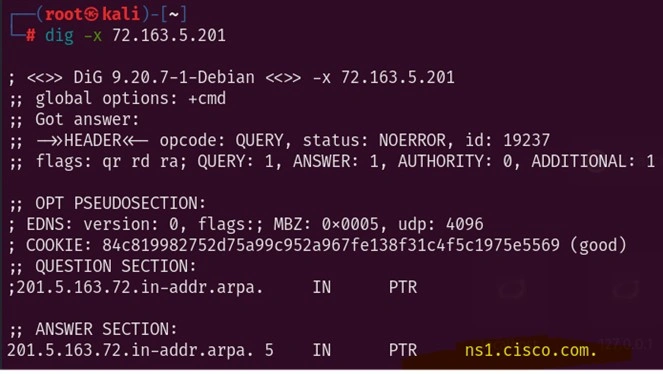 (root㉿kali)-[~]
# dig -x 72.163.5.201
; <<>> DiG 9.20.7-1-Debian <<>> -x 72.163.5.201
;; global options: +cmd
;; Got answer:
;; ->>HEADER<<- opcode: QUERY, status: NOERROR, id: 19237
;; flags: qr rd ra; QUERY: 1, ANSWER: 1, AUTHORITY: 0, ADDITIONAL: 1
;; OPT PSEUDOSECTION:
; EDNS: version: 0, flags:; MBZ: 0x0005, udp: 4096
; COOKIE: 84c819982752d75a99c952a967fe138f31c4f5c1975e5569 (good)
;; QUESTION SECTION:
;201.5.163.72.in-addr.arpa. IN PTR
;; ANSWER SECTION:
201.5.163.72.in-addr.arpa. 5 IN PTR ns1.cisco.com.